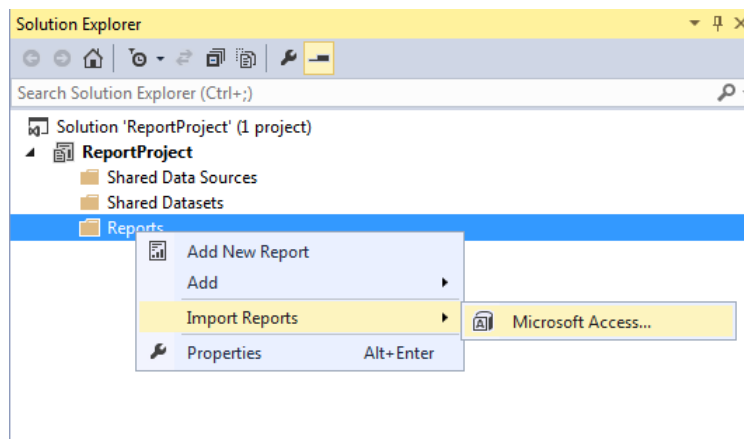 Solution Explorer
Search Solution Explorer (Ctrl+;)
Solution 'ReportProject' (1 project)
ReportProject
Shared Data Sources
Shared Datasets
Reports
Add New Report
Add
Import Reports
Microsoft Access...
Properties Alt+Enter